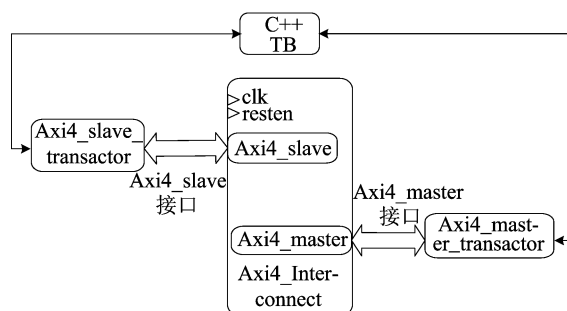 C++
TB
clk
resten
Axi4_slave_
transactor
Axi4_slave
Axi4_slave
接口
Axi4_master
接口
Axi4_master
Axi4_mast-
er_transactor
Axi4_Inter-
connect